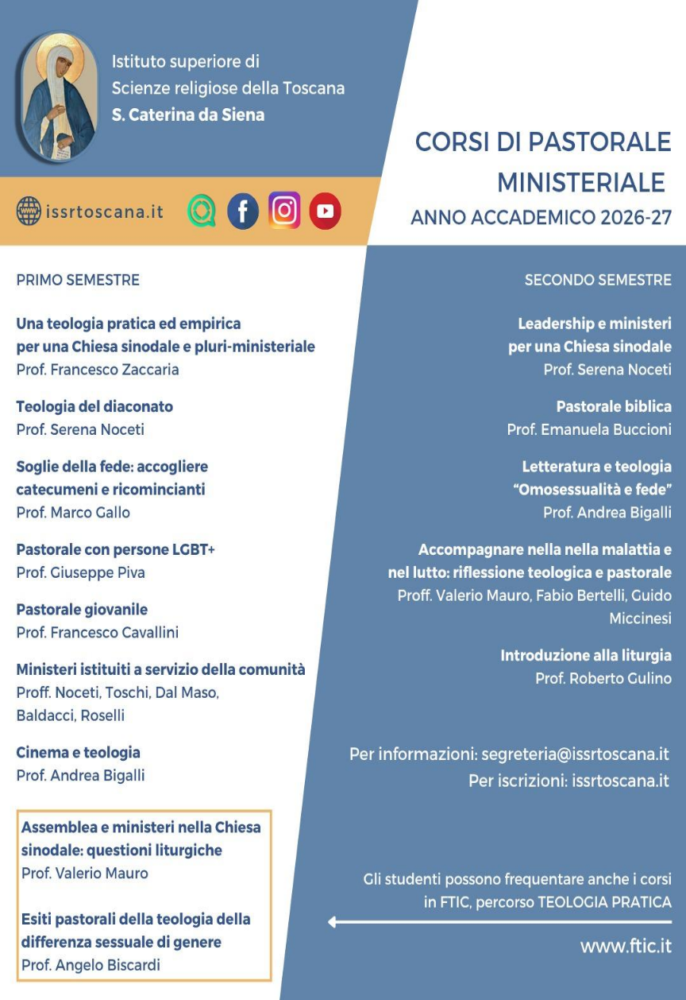 Istituto superiore di
Scienze religiose della Toscana
S. Caterina da Siena
CORSI DI PASTORALE
MINISTERIALE
ANNO ACCADEMICO 2026-27
www
issrtoscana.it
PRIMO SEMESTRE
Una teologia pratica ed empirica
per una Chiesa sinodale e pluri-ministeriale
Prof. Francesco Zaccaria
Teologia del diaconato
Prof. Serena Noceti
Soglie della fede: accogliere
catecumeni e ricomincianti
Prof. Marco Gallo
Pastorale con persone LGBT+
Prof. Giuseppe Piva
Pastorale giovanile
Prof. Francesco Cavallini
Ministeri istituiti a servizio della comunità
Proff. Noceti, Toschi, Dal Maso,
Baldacci, Roselli
Cinema e teologia
Prof. Andrea Bigalli
Assemblea e ministeri nella Chiesa
sinodale: questioni liturgiche
Prof. Valerio Mauro
Esiti pastorali della teologia della
differenza sessuale di genere
Prof. Angelo Biscardi
SECONDO SEMESTRE
Leadership e ministeri
per una Chiesa sinodale
Prof. Serena Noceti
Pastorale biblica
Prof. Emanuela Buccioni
Letteratura e teologia
“Omosessualità e fede”
Prof. Andrea Bigalli
Accompagnare nella nella malattia e
nel lutto: riflessione teologica e pastorale
Proff. Valerio Mauro, Fabio Bertelli, Guido
Miccinesi
Introduzione alla liturgia
Prof. Roberto Gulino
Per informazioni: segreteria@issrtoscana.it
Per iscrizioni: issrtoscana.it
Gli studenti possono frequentare anche i corsi
in FTIC, percorso TEOLOGIA PRATICA
www.ftic.it